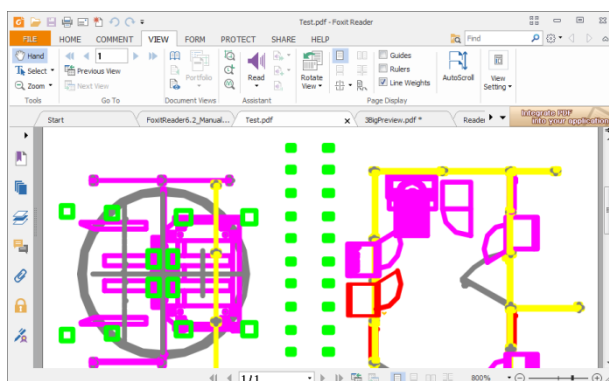 Test.pdf - Foxit Reader
FILE HOME COMMENT VIEW FORM PROTECT SHARE HELP Find
Hand
Select
Zoom
Tools
1
Previous View
Next View
Go To
Portfolio
Document Views
Read
Assistant
Rotate
View
Guides
Rulers
Line Weights
Page Display
AutoScroll
View
Setting
Start FoxitReader6.2_Manual... Test.pdf x 3BigPreview.pdf * Reade
Integrate PDF
into your application
1 / 1 800%